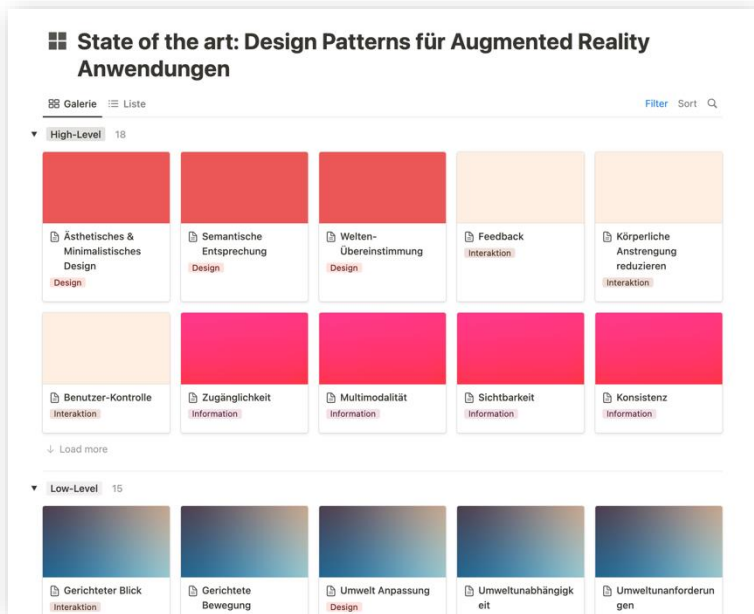 State of the art: Design Patterns für Augmented Reality
Anwendungen
Galerie Liste Filter Sort
High-Level 18
Ästhetisches &
Minimalistisches
Design
Design
Semantische
Entsprechung
Design
Welten-
Übereinstimmung
Design
Feedback
Interaktion
Körperliche
Anstrengung
reduzieren
Interaktion
Benutzer-Kontrolle
Interaktion
Zugänglichkeit
Information
Multimodalität
Information
Sichtbarkeit
Information
Konsistenz
Information
Load more
Low-Level 15
Gerichteter Blick
Interaktion
Gerichtete
Bewegung
Umwelt Anpassung
Design
Umweltunabhängigk
eit
Umweltunanforderun
gen